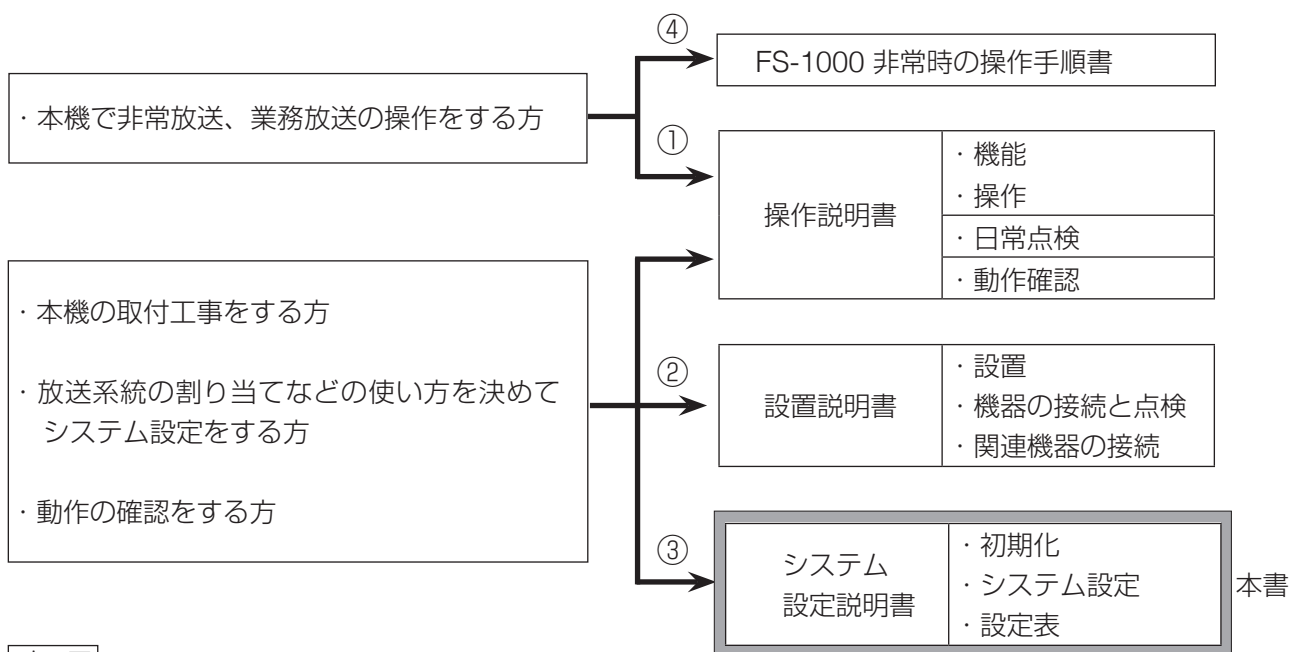 ④
FS-1000 非常時の操作手順書
・本機で非常放送、業務放送の操作をする方
①
操作説明書
・機能
・操作
・日常点検
・動作確認
・本機の取付工事をする方
・放送系統の割り当てなどの使い方を決めて
システム設定をする方
・動作の確認をする方
②
設置説明書
・設置
・機器の接続と点検
・関連機器の接続
③
システム
設定説明書
・初期化
・システム設定
・設定表
本書